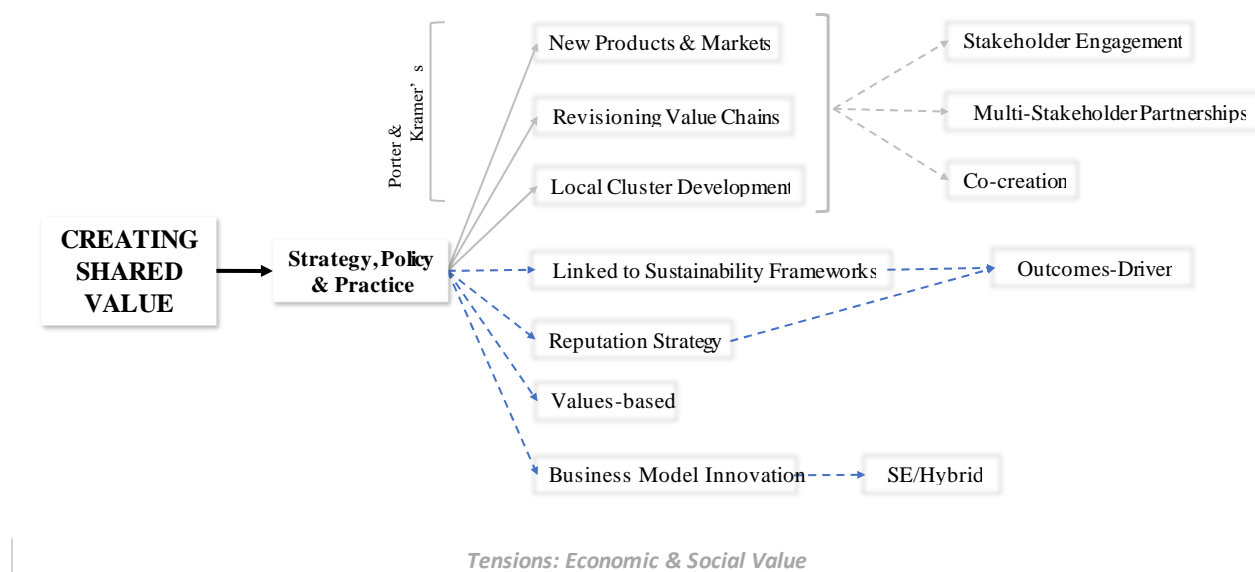 Porter &
Kramer's
New Products & Markets
Revisioning Value Chains
Local Cluster Development
Stakeholder Engagement
Multi-Stakeholder Partnerships
Co-creation
CREATING
SHARED
VALUE
Strategy, Policy
& Practice
Linked to Sustainability Frameworks
Outcomes-Driver
Reputation Strategy
Values-based
Business Model Innovation
SE/Hybrid
Tensions: Economic & Social Value